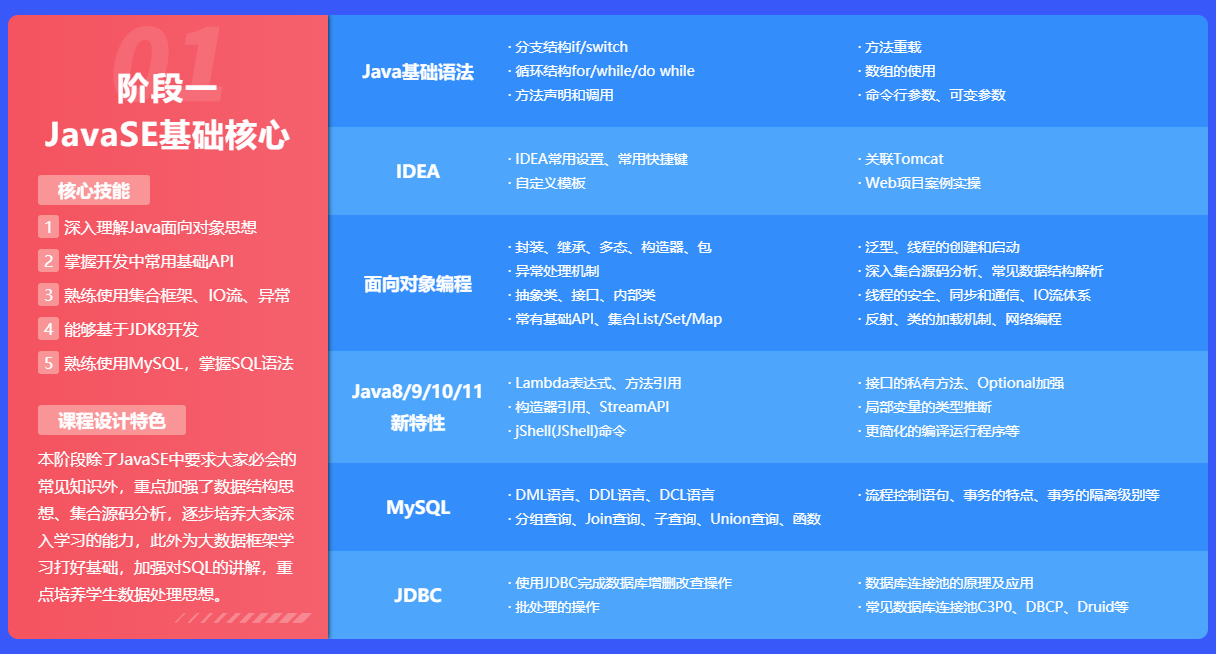 01
阶段一
JavaSE基础核心
核心技能
1 深入理解Java面向对象思想
2 掌握开发中常用基础API
3 熟练使用集合框架、IO流、异常
4 能够基于JDK8开发
5 熟练使用MySQL，掌握SQL语法
课程设计特色
本阶段除了JavaSE中要求大家必会的
常见知识外，重点加强了数据结构思
想、集合源码分析，逐步培养大家深
入学习的能力，此外为大数据框架学
习打好基础，加强对SQL的讲解，重
点培养学生数据处理思想。
Java基础语法
· 分支结构if/switch
· 循环结构for/while/do while
· 方法声明和调用
· 方法重载
· 数组的使用
· 命令行参数、可变参数
IDEA
· IDEA常用设置、常用快捷键
· 自定义模板
· 关联Tomcat
· Web项目案例实操
面向对象编程
· 封装、继承、多态、构造器、包
· 异常处理机制
· 抽象类、接口、内部类
· 常有基础API、集合List/Set/Map
· 泛型、线程的创建和启动
· 深入集合源码分析、常见数据结构解析
· 线程的安全、同步和通信、IO流体系
· 反射、类的加载机制、网络编程
Java8/9/10/11
新特性
· Lambda表达式、方法引用
· 构造器引用、StreamAPI
· jShell(JShell)命令
· 接口的私有方法、Optional加强
· 局部变量的类型推断
· 更简化的编译运行程序等
MySQL
· DML语言、DDL语言、DCL语言
· 分组查询、Join查询、子查询、Union查询、函数
· 流程控制语句、事务的特点、事务的隔离级别等
JDBC
· 使用JDBC完成数据库增删改查操作
· 批处理的操作
· 数据库连接池的原理及应用
· 常见数据库连接池C3P0、DBCP、Druid等